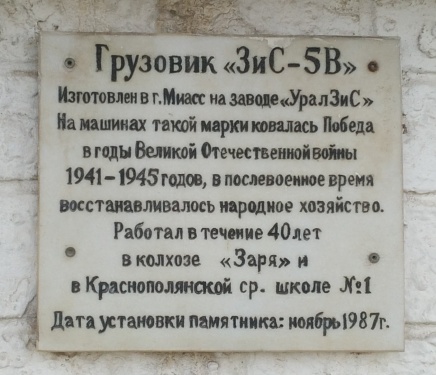 Грузовик «ЗиС-5В»
Изготовлен в г. Миасс на заводе «УралЗиС»
На машинах такой марки ковалась Победа
в годы Великой Отечественной войны
1941-1945 годов, в послевоенное время
восстанавливалось народное хозяйство.
Работал в течение 40 лет
в колхозе «Заря» и
в Краснополянской ср. школе №1
Дата установки памятника: ноябрь 1987г.